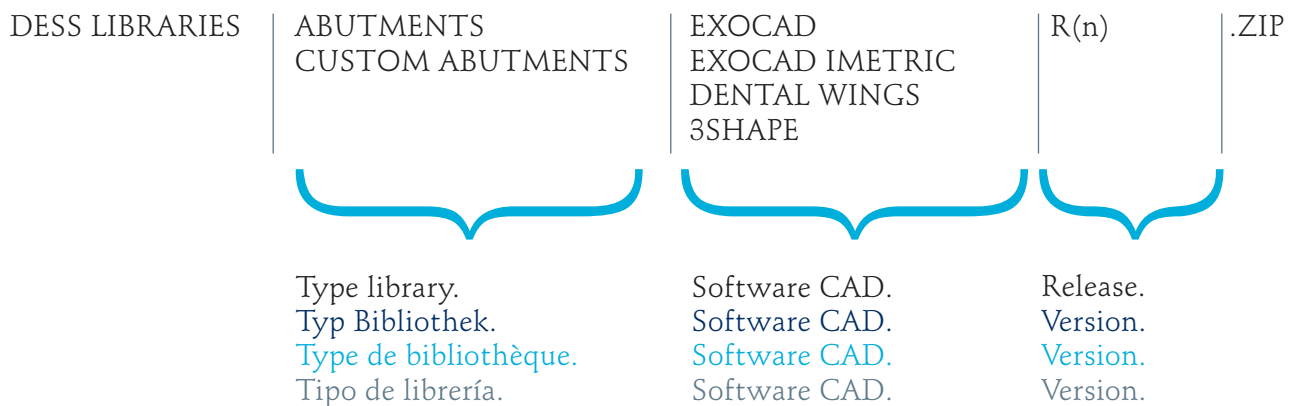 DESS LIBRARIES ABUTMENTS EXOCAD R(n) .ZIP
CUSTOM ABUTMENTS EXOCAD IMETRIC
DENTAL WINGS
3SHAPE
Type library. Software CAD. Release.
Typ Bibliothek. Software CAD. Version.
Type de bibliothèque. Software CAD. Version.
Tipo de librería. Software CAD. Version.